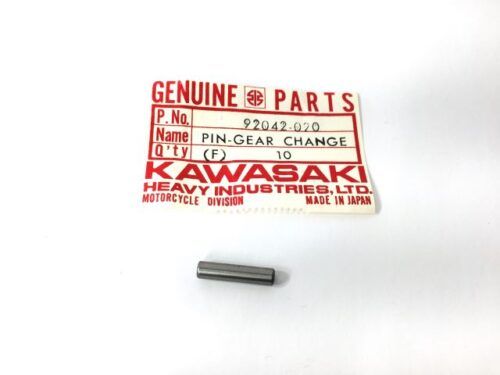 GENUINE PARTS
P. No. 92042-020
Name PIN-GEAR CHANGE
Q'ty (F) 10
KAWASAKI
HEAVY INDUSTRIES, LTD.
MOTORCYCLE DIVISION MADE IN JAPAN